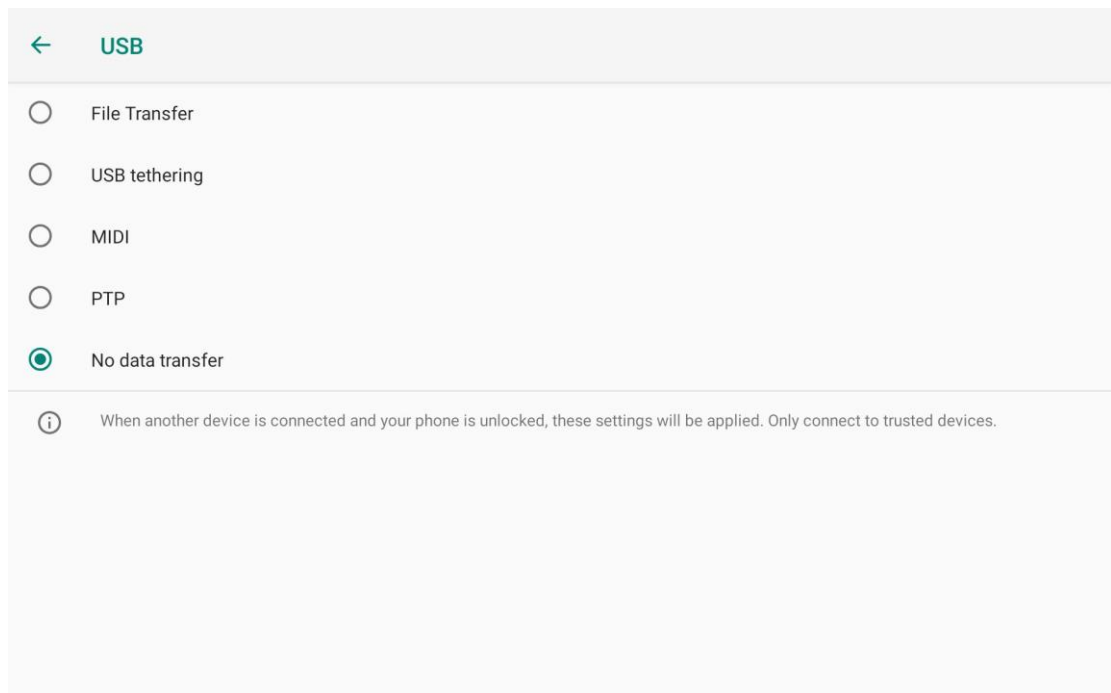 USB
File Transfer
USB tethering
MIDI
PTP
No data transfer
When another device is connected and your phone is unlocked, these settings will be applied. Only connect to trusted devices.